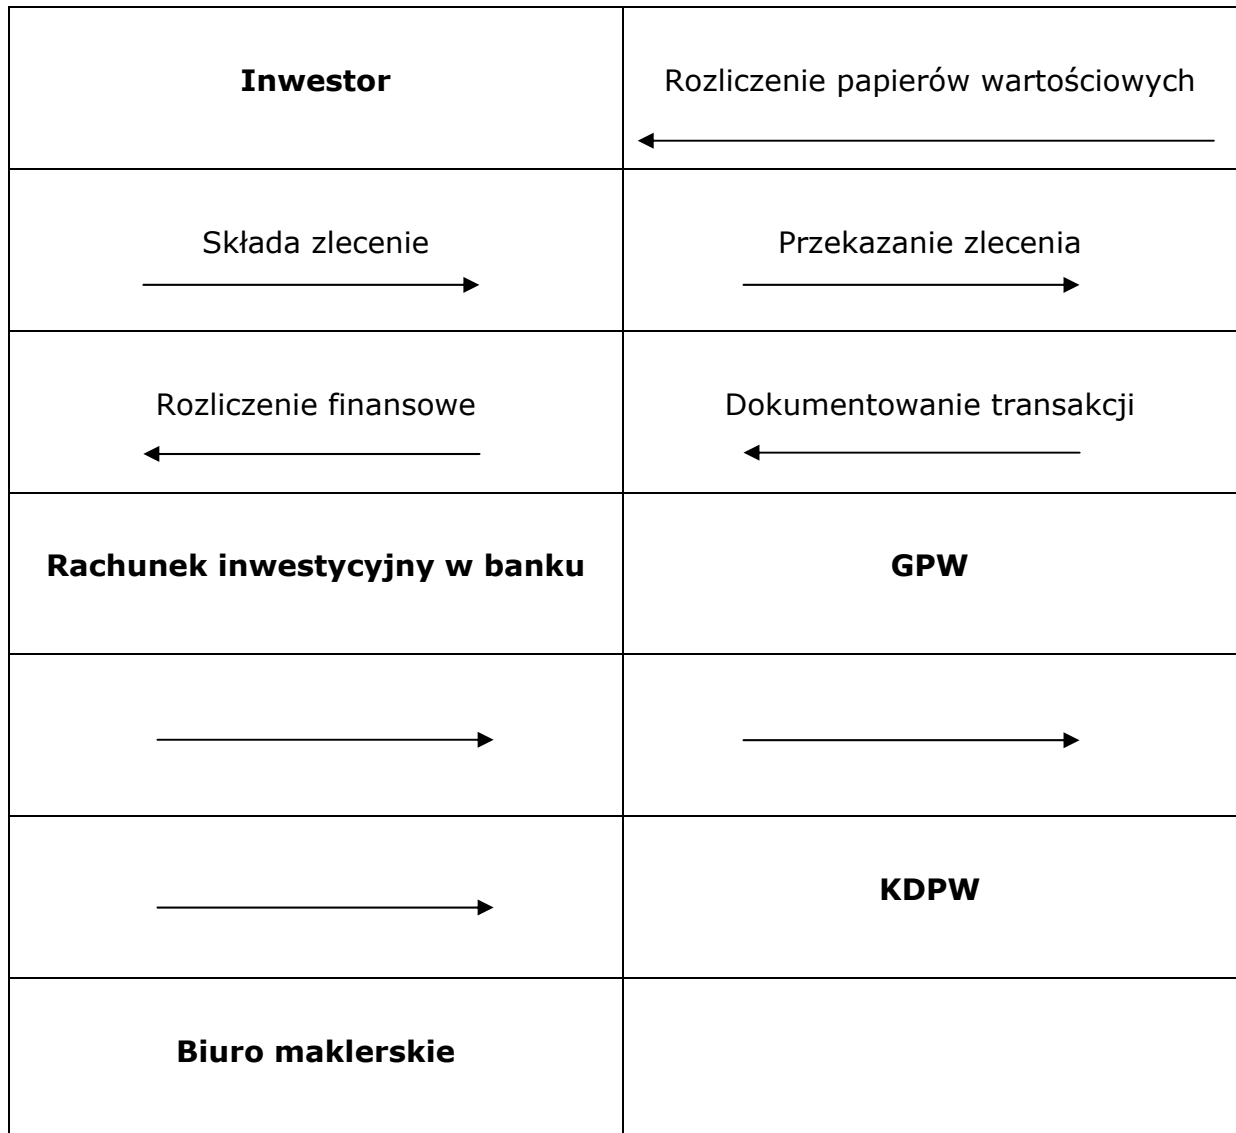 Inwestor
Rozliczenie papierów wartościowych
Składa zlecenie
Przekazanie zlecenia
Rozliczenie finansowe
Dokumentowanie transakcji
Rachunek inwestycyjny w banku
GPW
KDPW
Biuro maklerskie